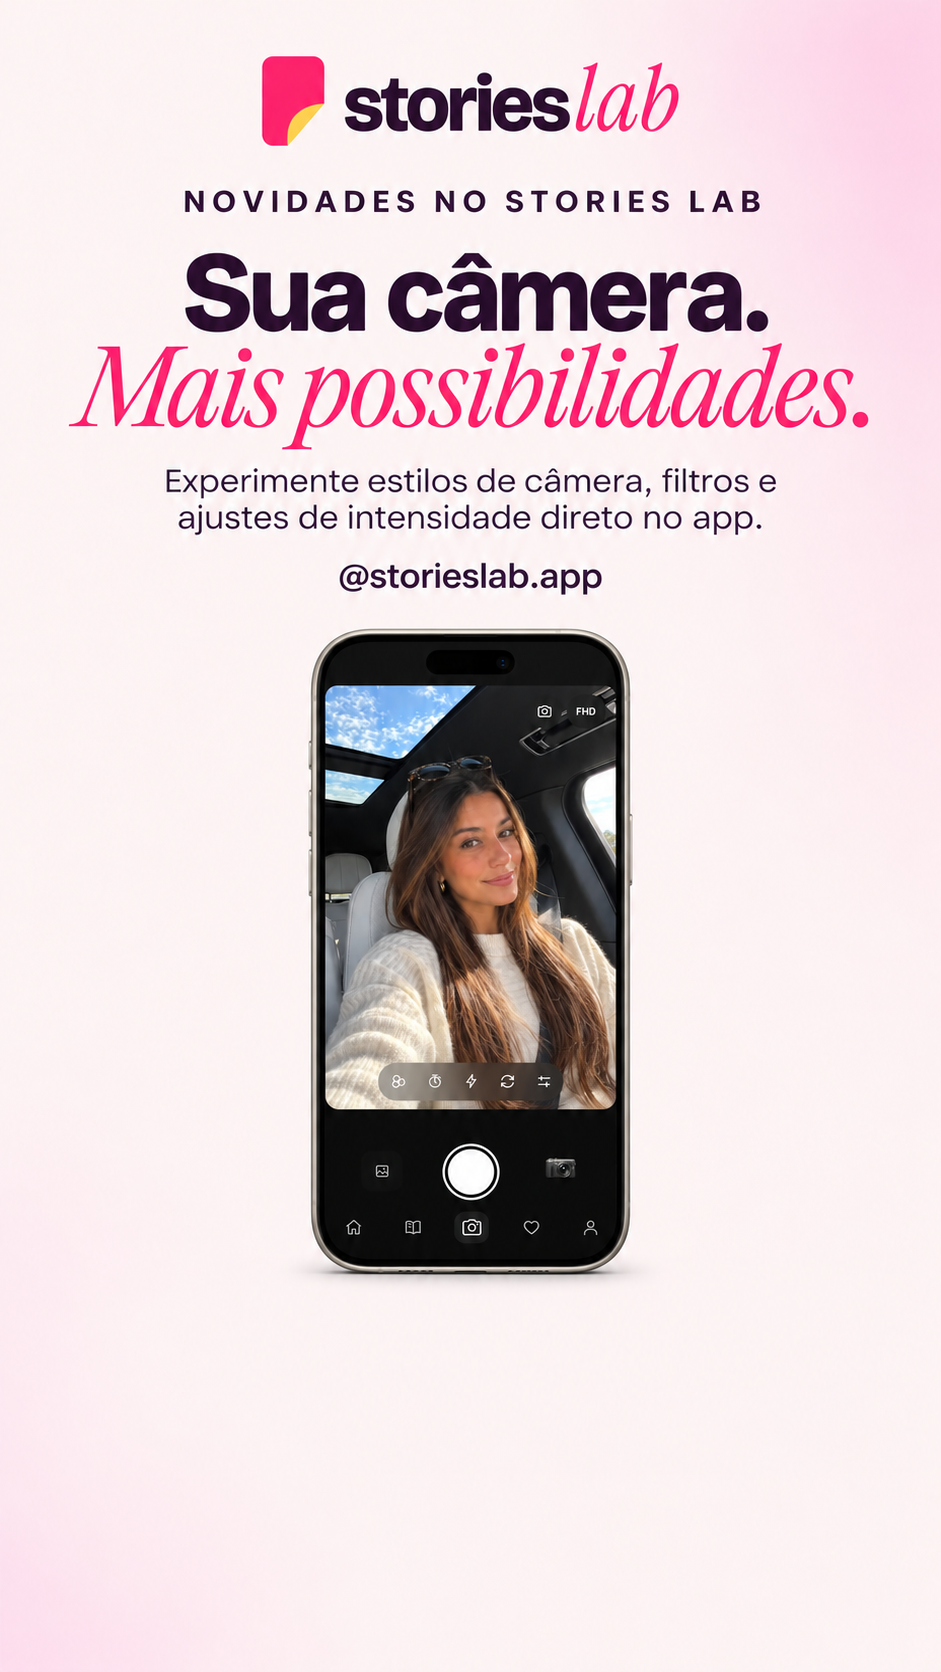 storieslab
NOVIDADES NO STORIES LAB
Sua câmera.
Mais possibilidades.
Experimente estilos de câmera, filtros e
ajustes de intensidade direto no app.
@storieslab.app
FHD